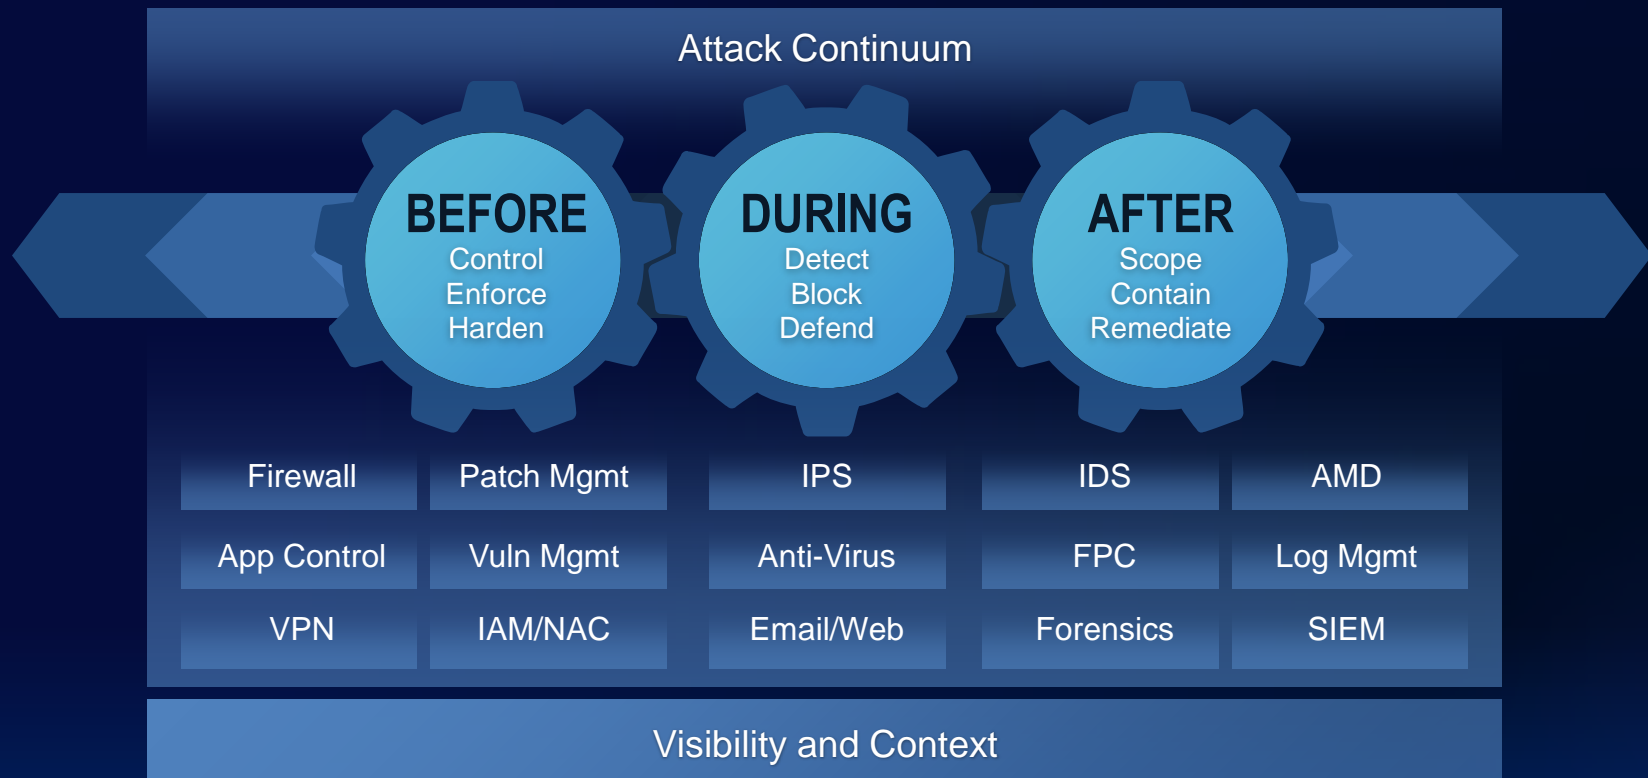 Attack Continuum
BEFORE
Control
Enforce
Harden
DURING
Detect
Block
Defend
AFTER
Scope
Contain
Remediate
Firewall
Patch Mgmt
IPS
IDS
AMD
App Control
Vuln Mgmt
Anti-Virus
FPC
Log Mgmt
VPN
IAM/NAC
Email/Web
Forensics
SIEM
Visibility and Context